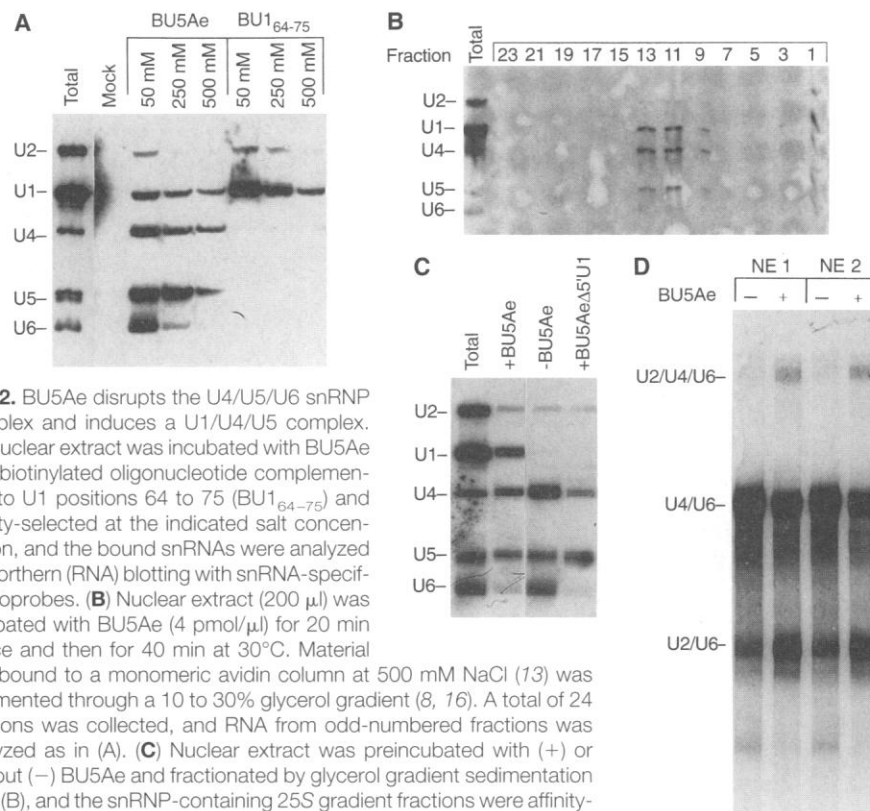 A
BU5Ae BU1₆₄₋₇₅
Total Mock 50 mM 250 mM 500 mM 50 mM 250 mM 500 mM
U2–
U1–
U4–
U5–
U6–
B
Fraction Total 23 21 19 17 15 13 11 9 7 5 3 1
U2–
U1–
U4–
U5–
U6–
C
Total +BU5Ae -BU5Ae +BU5AeΔ5'U1
U2–
U1–
U4–
U5–
U6–
D
NE 1 NE 2
BU5Ae — + — +
U2/U4/U6–
U4/U6–
U2/U6–
2. BU5Ae disrupts the U4/U5/U6 snRNP
plex and induces a U1/U4/U5 complex.
uclear extract was incubated with BU5Ae
biotinylated oligonucleotide complemen-
to U1 positions 64 to 75 (BU1₆₄₋₇₅) and
ty-selected at the indicated salt concen-
on, and the bound snRNAs were analyzed
orthern (RNA) blotting with snRNA-specif-
oprobes. (B) Nuclear extract (200 μl) was
bated with BU5Ae (4 pmol/μl) for 20 min
ce and then for 40 min at 30°C. Material
bound to a monomeric avidin column at 500 mM NaCl (13) was
mented through a 10 to 30% glycerol gradient (8, 16). A total of 24
ions was collected, and RNA from odd-numbered fractions was
yzed as in (A). (C) Nuclear extract was preincubated with (+) or
out (−) BU5Ae and fractionated by glycerol gradient sedimentation
(B), and the snRNP-containing 25S gradient fractions were affinity-